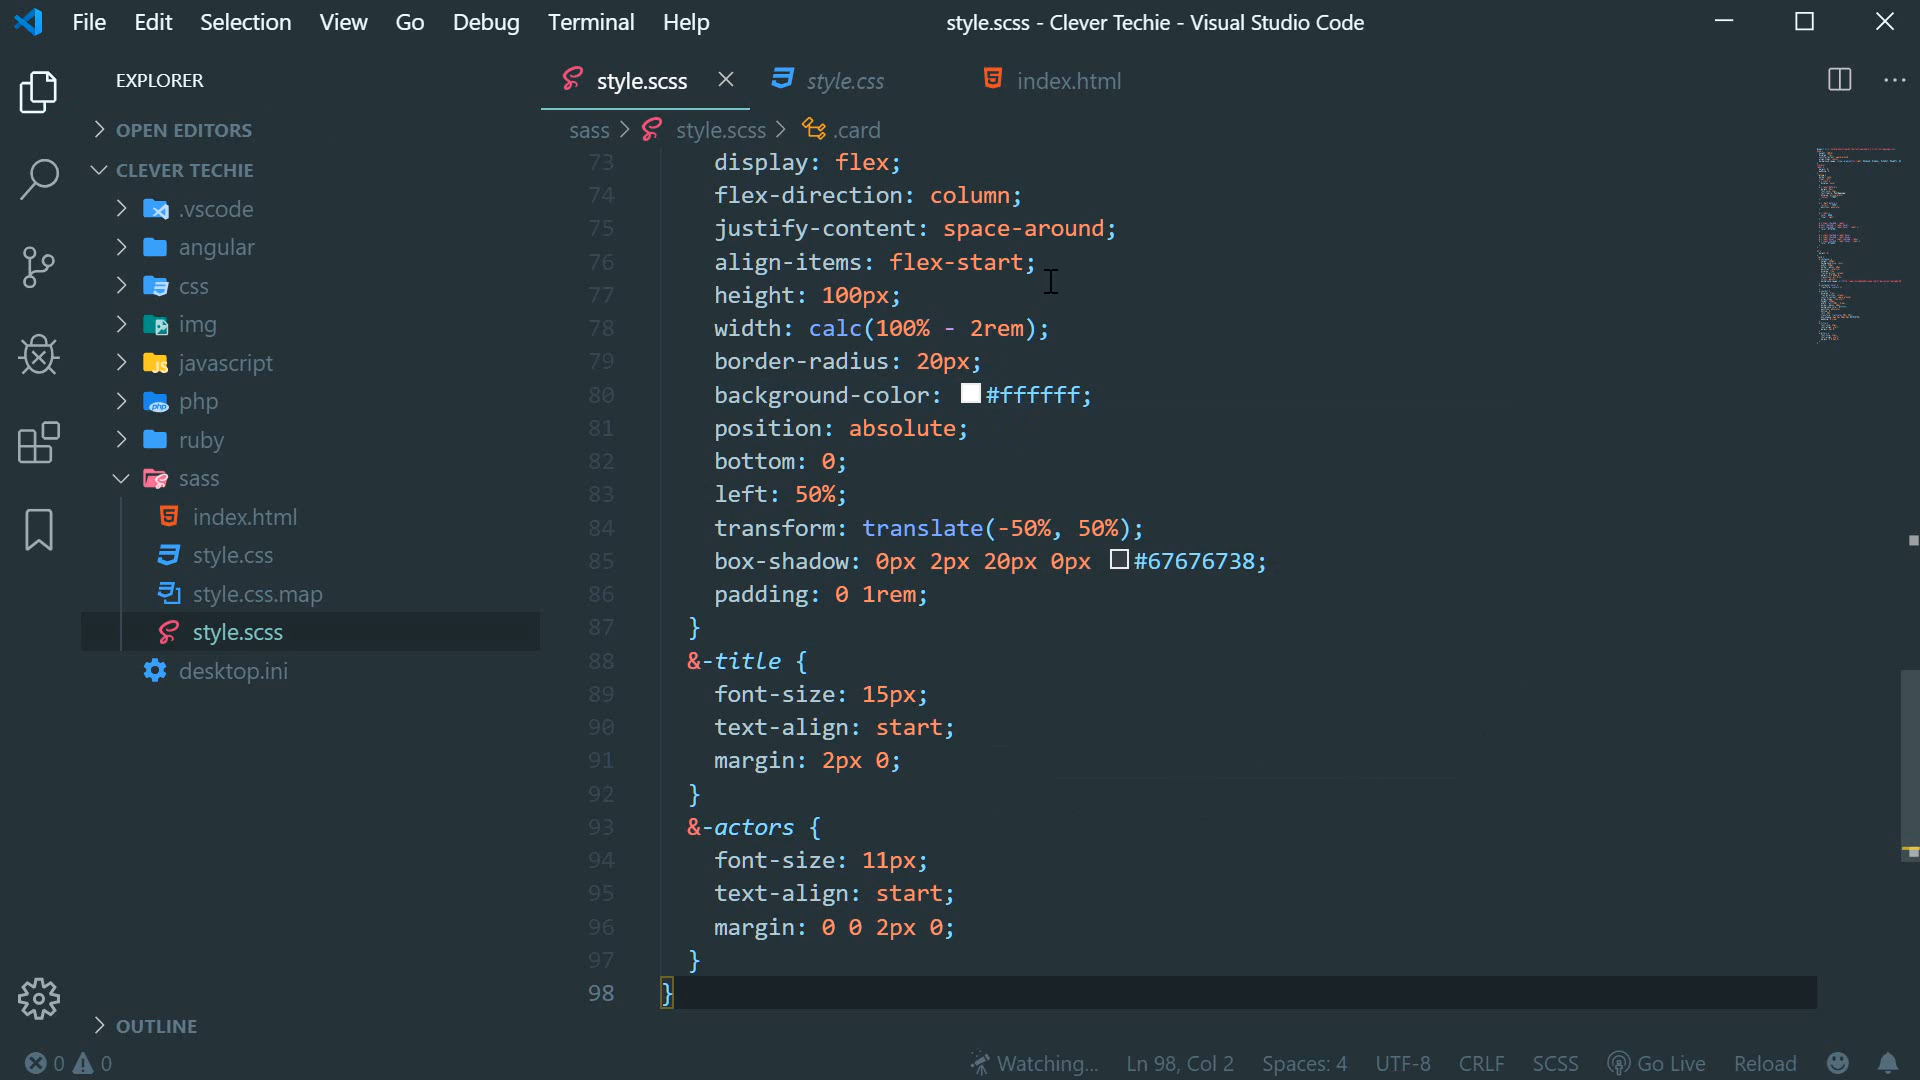 File Edit Selection View Go Debug Terminal Help
style.scss - Clever Techie - Visual Studio Code
EXPLORER
OPEN EDITORS
CLEVER TECHIE
.vscode
angular
css
img
javascript
php
ruby
sass
index.html
style.css
style.css.map
style.scss
desktop.ini
OUTLINE
style.scss style.css index.html
sass > style.scss > .card
73 display: flex;
74 flex-direction: column;
75 justify-content: space-around;
76 align-items: flex-start;
77 height: 100px;
78 width: calc(100% - 2rem);
79 border-radius: 20px;
80 background-color: #ffffff;
81 position: absolute;
82 bottom: 0;
83 left: 50%;
84 transform: translate(-50%, 50%);
85 box-shadow: 0px 2px 20px 0px #67676738;
86 padding: 0 1rem;
87 }
88 &-title {
89 font-size: 15px;
90 text-align: start;
91 margin: 2px 0;
92 }
93 &-actors {
94 font-size: 11px;
95 text-align: start;
96 margin: 0 0 2px 0;
97 }
98 }
0 0 Watching... Ln 98, Col 2 Spaces: 4 UTF-8 CRLF SCSS Go Live Reload